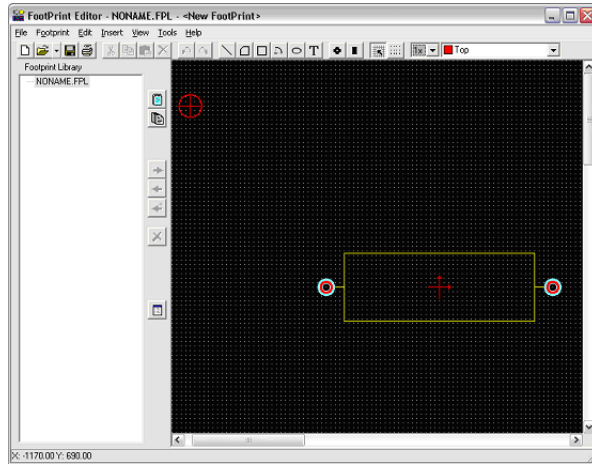 FootPrint Editor - NONAME.FPL - <New FootPrint>
File Footprint Edit Insert View Tools Help
T 1x Top
Footprint Library
NONAME.FPL
X: -1170.00 Y: 690.00